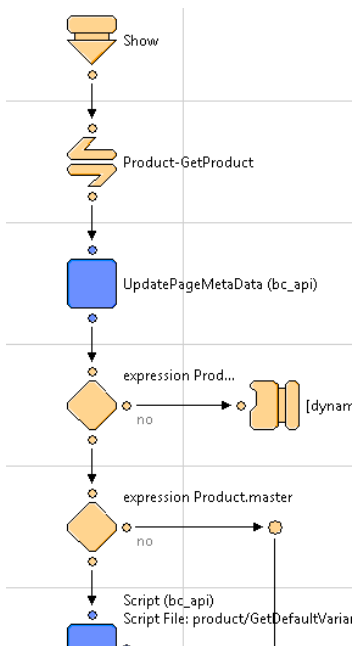 Show
Product-GetProduct
UpdatePageMetaData (bc_api)
expression Prod...
no
[dynam
expression Product.master
no
Script (bc_api)
Script File: product/GetDefaultVarian